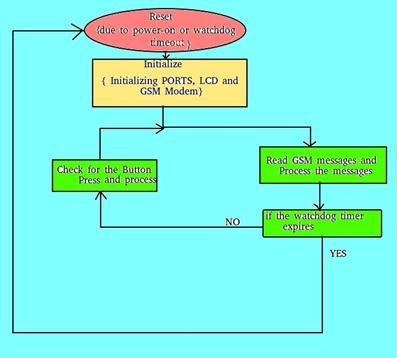 Reset
{due to power-on or watchdog
timeout }
Initialize
{ Initializing PORTS, LCD and
GSM Modem}
Check for the Button
Press and process
Read GSM messages and
Process the messages
if the watchdog timer
expires
NO
YES